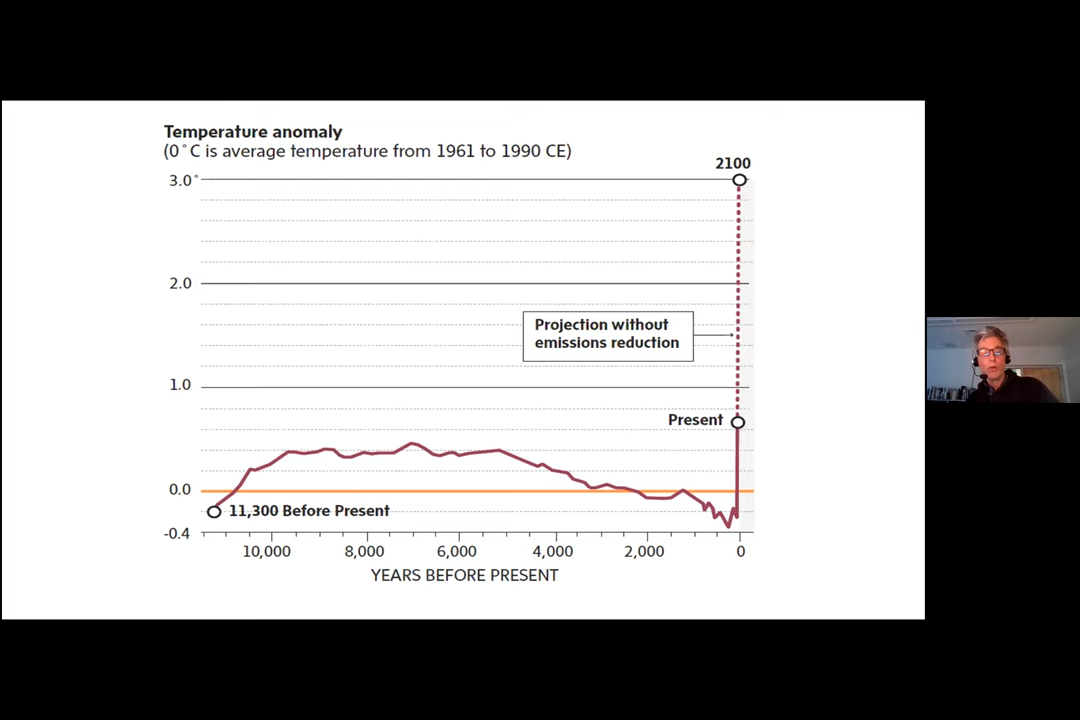 Temperature anomaly
(0°C is average temperature from 1961 to 1990 CE)
2100
3.0°
2.0
Projection without
emissions reduction
1.0
Present
0.0
11,300 Before Present
-0.4
10,000 8,000 6,000 4,000 2,000 0
YEARS BEFORE PRESENT